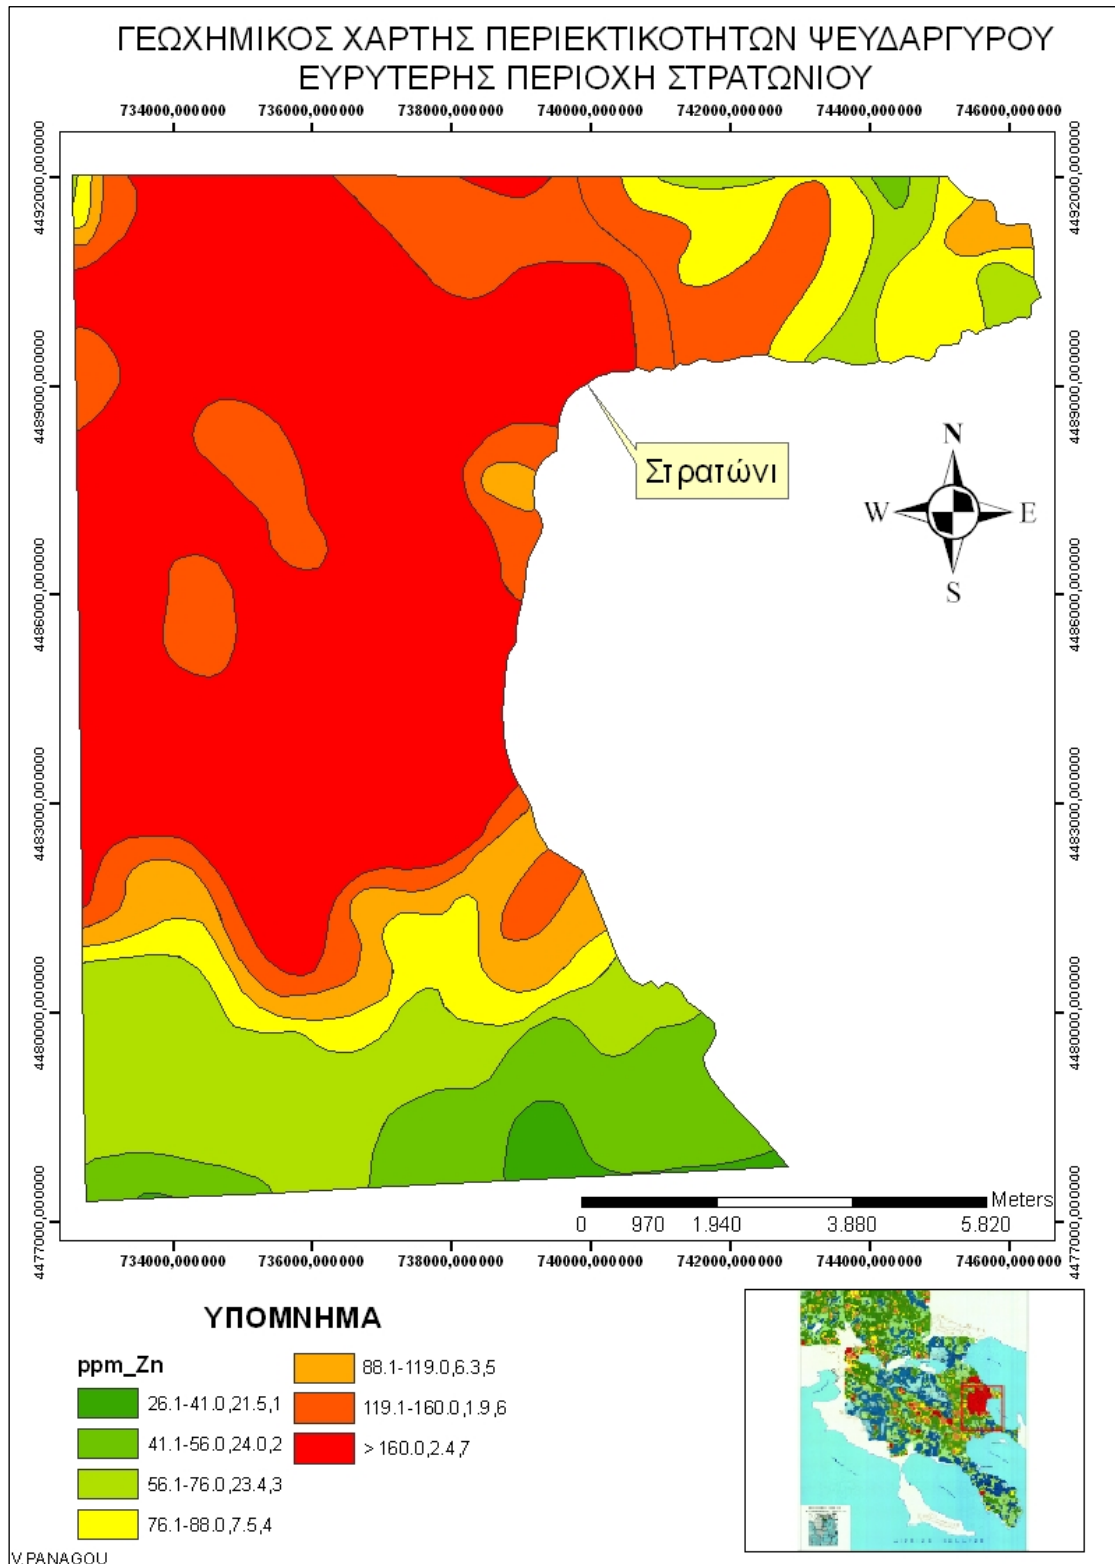 ΓΕΩΧΗΜΙΚΟΣ ΧΑΡΤΗΣ ΠΕΡΙΕΚΤΙΚΟΤΗΤΩΝ ΨΕΥΔΑΡΓΥΡΟΥ
ΕΥΡΥΤΕΡΗΣ ΠΕΡΙΟΧΗ ΣΤΡΑΤΩΝΙΟΥ
734000,000000 736000,000000 738000,000000 740000,000000 742000,000000 744000,000000 746000,000000
4492000,000000 4492000,000000
4489000,000000 4489000,000000
Στρατώνι
N
W E
S
4486000,000000 4486000,000000
4483000,000000 4483000,000000
4480000,000000 4480000,000000
4477000,000000 4477000,000000
Meters
0 970 1.940 3.880 5.820
734000,000000 736000,000000 738000,000000 740000,000000 742000,000000 744000,000000 746000,000000
ΥΠΟΜΝΗΜΑ
ppm_Zn
26.1-41.0,21.5,1
41.1-56.0,24.0,2
56.1-76.0,23.4,3
76.1-88.0,7.5,4
88.1-119.0,6.3,5
119.1-160.0,1.9,6
> 160.0,2.4,7
V.PANAGOU